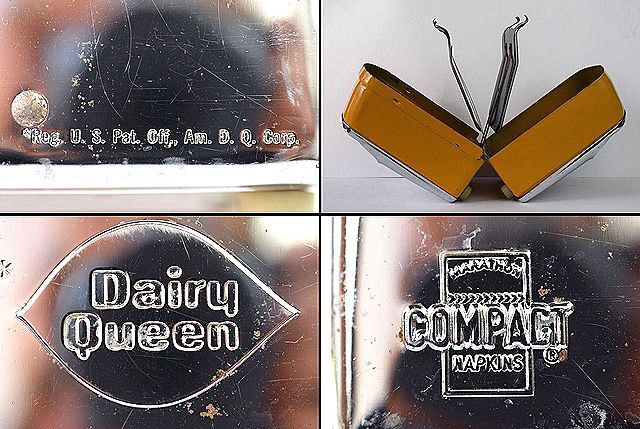 *Reg. U. S. Pat. Off., Am. D. Q. Corp.
Dairy
Queen
MARATHON
COMPACT
®
NAPKINS